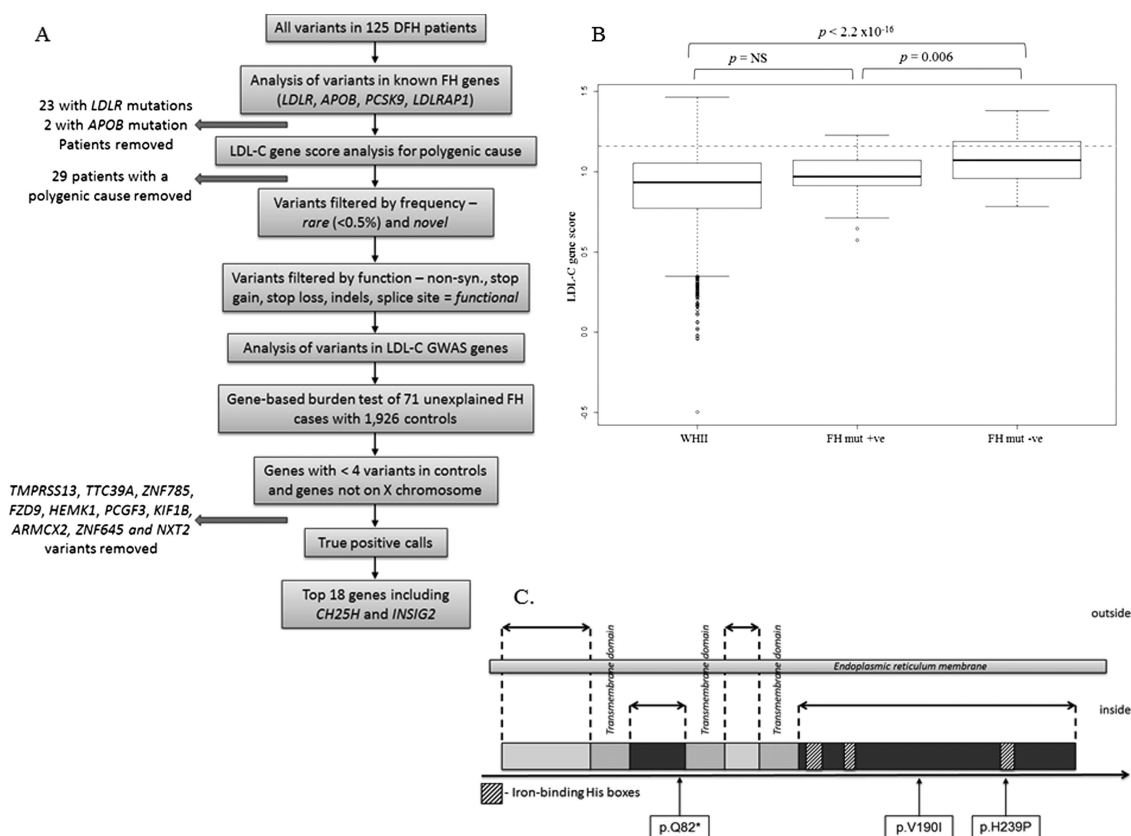 A
All variants in 125 DFH patients
Analysis of variants in known FH genes
(LDLR, APOB, PCSK9, LDLRAP1)
23 with LDLR mutations
2 with APOB mutation
Patients removed
LDL-C gene score analysis for polygenic cause
29 patients with a
polygenic cause removed
Variants filtered by frequency –
rare (<0.5%) and novel
Variants filtered by function – non-syn., stop
gain, stop loss, indels, splice site = functional
Analysis of variants in LDL-C GWAS genes
Gene-based burden test of 71 unexplained FH
cases with 1,926 controls
Genes with < 4 variants in controls
and genes not on X chromosome
TMPRSS13, TTC39A, ZNF785,
FZD9, HEMK1, PCGF3, KIF1B,
ARMCX2, ZNF645 and NXT2
variants removed
True positive calls
Top 18 genes including
CH25H and INSIG2
B
p < 2.2 x10-16
p = NS
p = 0.006
LDL-C gene score
1.5
1.0
0.5
0.0
-0.5
WHII
FH mut +ve
FH mut -ve
C.
outside
Transmembrane domain
Transmembrane domain
Transmembrane domain
Endoplasmic reticulum membrane
inside
- Iron-binding His boxes
p.Q82*
p.V190I
p.H239P